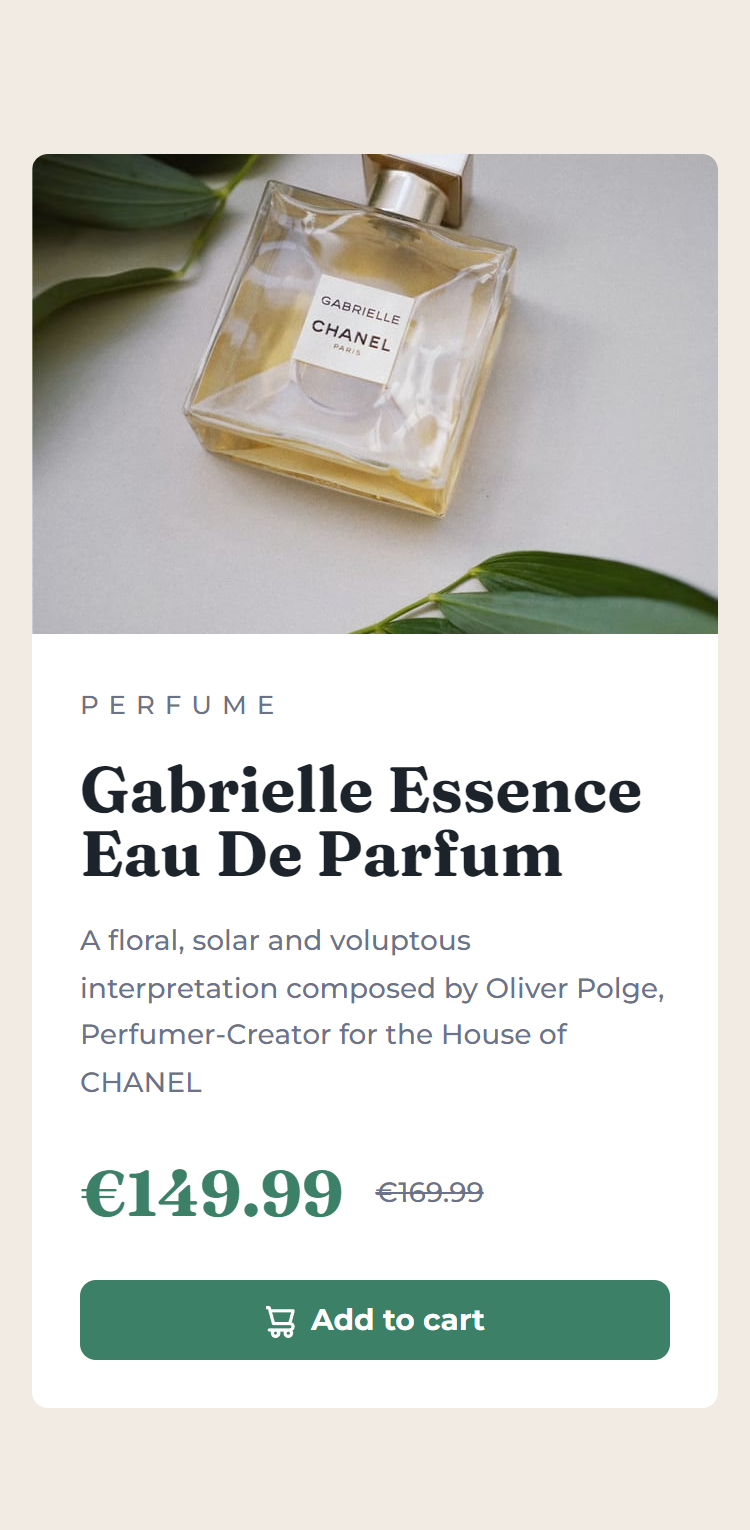 GABRIELLE
CHANEL
PARIS
PERFUME
Gabrielle Essence
Eau De Parfum
A floral, solar and voluptous
interpretation composed by Oliver Polge,
Perfumer-Creator for the House of
CHANEL
€149.99 €169.99
Add to cart